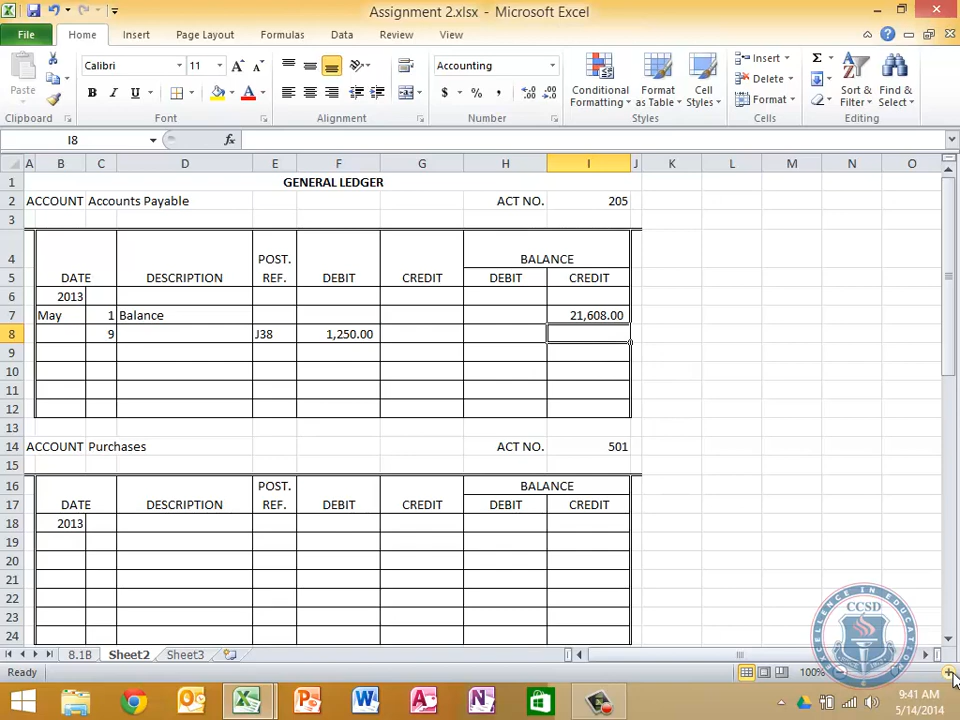 Assignment 2.xlsx - Microsoft Excel
File Home Insert Page Layout Formulas Data Review View
Paste Calibri 11 Accounting Conditional Formatting Format as Table Cell Styles Insert Delete Format Sort & Filter Find & Select
Clipboard Font Alignment Number Styles Cells Editing
I8 fx
A B C D E F G H I J K L M N O
1 GENERAL LEDGER
2 ACCOUNT Accounts Payable ACT NO. 205
3
4 POST. BALANCE
5 DATE DESCRIPTION REF. DEBIT CREDIT DEBIT CREDIT
6 2013
7 May 1 Balance 21,608.00
8 9 J38 1,250.00
9
10
11
12
13
14 ACCOUNT Purchases ACT NO. 501
15
16 POST. BALANCE
17 DATE DESCRIPTION REF. DEBIT CREDIT DEBIT CREDIT
18 2013
19
20
21
22
23
24
8.1B Sheet2 Sheet3
Ready 100%
EXCELLENCE IN EDUCATION
CCSD
9:41 AM
5/14/2014